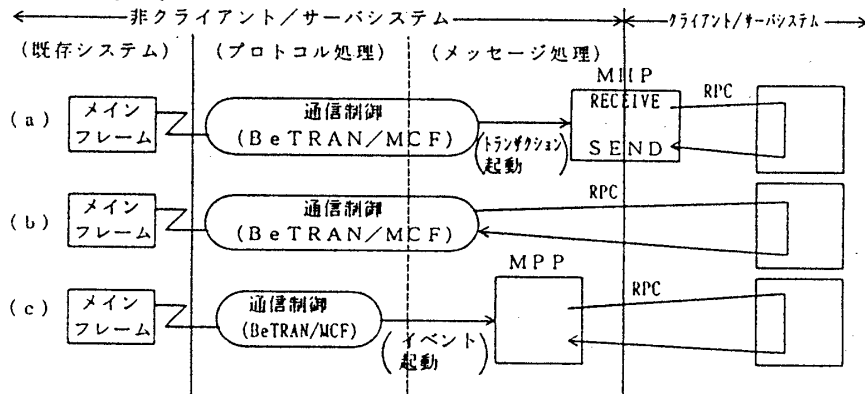 非クライアント／サーバシステム クライアント/サーバシステム
(既存システム) (プロトコル処理) (メッセージ処理)
(a) メイン フレーム
通信制御
(BeTRAN／MCF)
(トランザクション 起動)
MHP
RECEIVE
SEND
RPC
(b) メイン フレーム
通信制御
(BeTRAN／MCF)
RPC
(c) メイン フレーム
通信制御
(BeTRAN/MCF)
(イベント 起動)
MPP
RPC